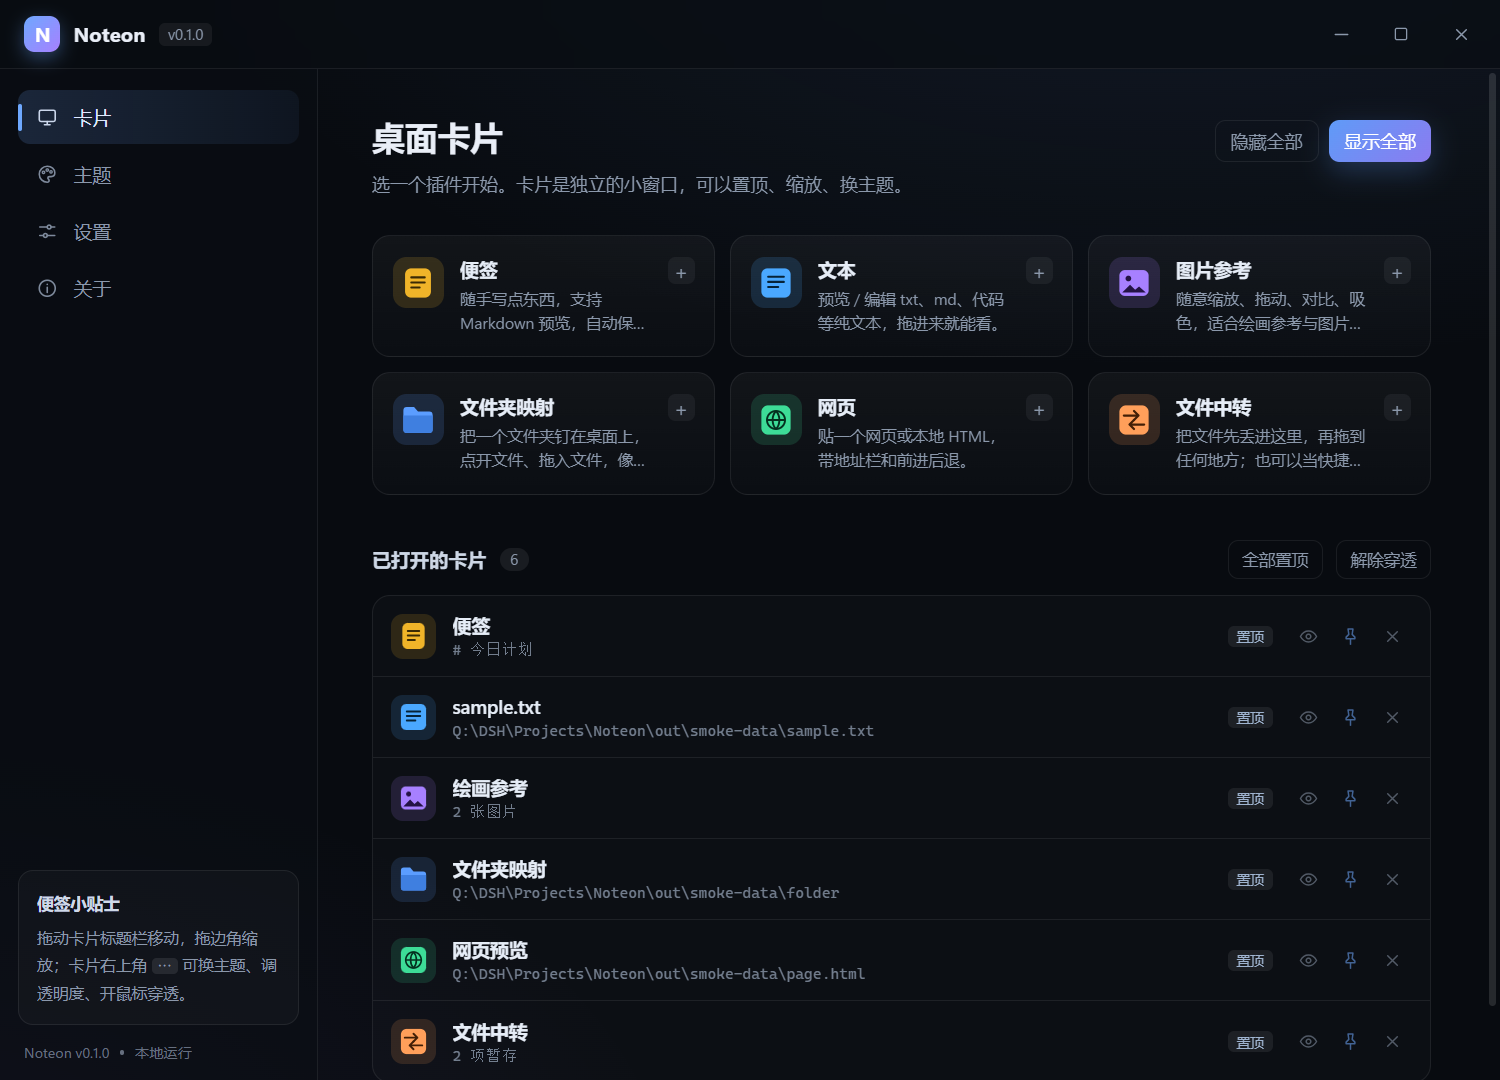 N Noteon v0.1.0
卡片
主题
设置
关于
便签小贴士
拖动卡片标题栏移动，拖边角缩
放；卡片右上角 ··· 可换主题、调
透明度、开鼠标穿透。
Noteon v0.1.0 • 本地运行
桌面卡片
选一个插件开始。卡片是独立的小窗口，可以置顶、缩放、换主题。
隐藏全部
显示全部
便签
随手写点东西，支持
Markdown 预览，自动保...
文本
预览 / 编辑 txt、md、代码
等纯文本，拖进来就能看。
图片参考
随意缩放、拖动、对比、吸
色，适合绘画参考与图片...
文件夹映射
把一个文件夹钉在桌面上，
点开文件、拖入文件，像...
网页
贴一个网页或本地 HTML，
带地址栏和前进后退。
文件中转
把文件先丢进这里，再拖到
任何地方；也可以当快捷...
已打开的卡片 6
全部置顶
解除穿透
便签
# 今日计划
置顶
sample.txt
Q:\DSH\Projects\Noteon\out\smoke-data\sample.txt
置顶
绘画参考
2 张图片
置顶
文件夹映射
Q:\DSH\Projects\Noteon\out\smoke-data\folder
置顶
网页预览
Q:\DSH\Projects\Noteon\out\smoke-data\page.html
置顶
文件中转
2 项暂存
置顶